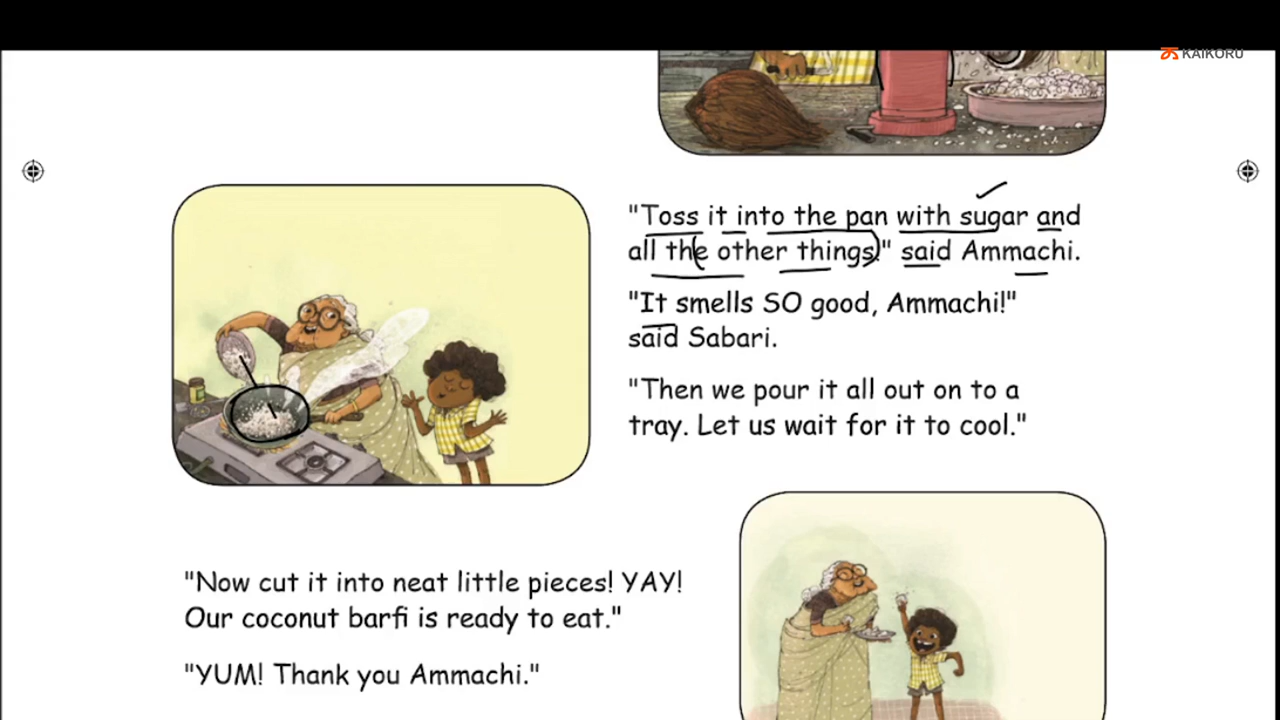 KAIKORU
"Toss it into the pan with sugar and
all the other things!" said Ammachi.
"It smells SO good, Ammachi!"
said Sabari.
"Then we pour it all out on to a
tray. Let us wait for it to cool."
"Now cut it into neat little pieces! YAY!
Our coconut barfi is ready to eat."
"YUM! Thank you Ammachi."